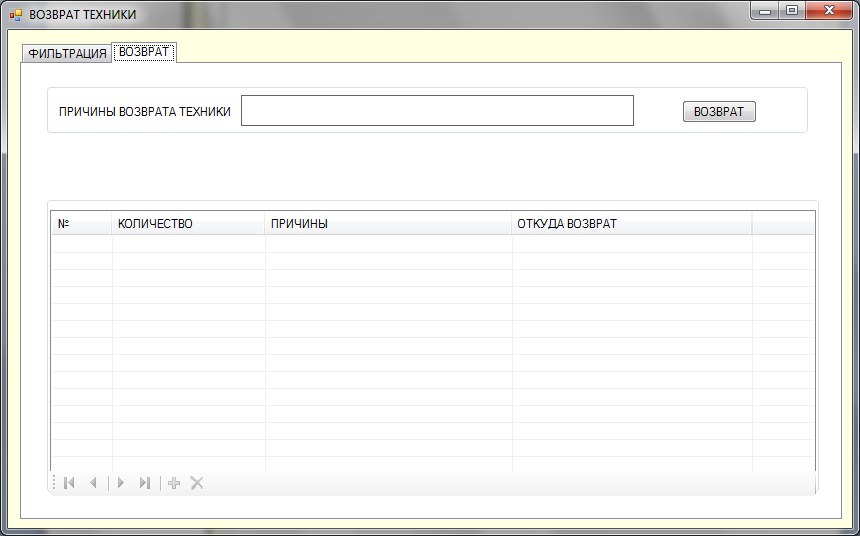 ВОЗВРАТ ТЕХНИКИ
ФИЛЬТРАЦИЯ ВОЗВРАТ
ПРИЧИНЫ ВОЗВРАТА ТЕХНИКИ ВОЗВРАТ
№ КОЛИЧЕСТВО ПРИЧИНЫ ОТКУДА ВОЗВРАТ